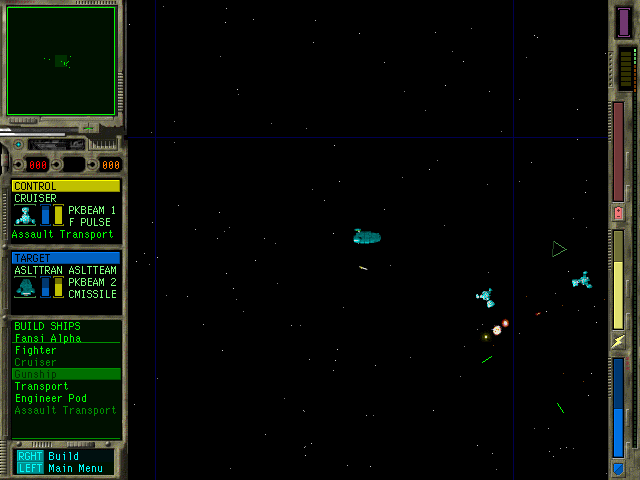 000 000
CONTROL
CRUISER
PKBEAM 1
F PULSE
Assault Transport
TARGET
ASLTTRAN ASLTTEAM
PKBEAM 2
CMISSILE
BUILD SHIPS
Fansi Alpha
Fighter
Cruiser
Gunship
Transport
Engineer Pod
Assault Transport
RGHT Build
LEFT Main Menu